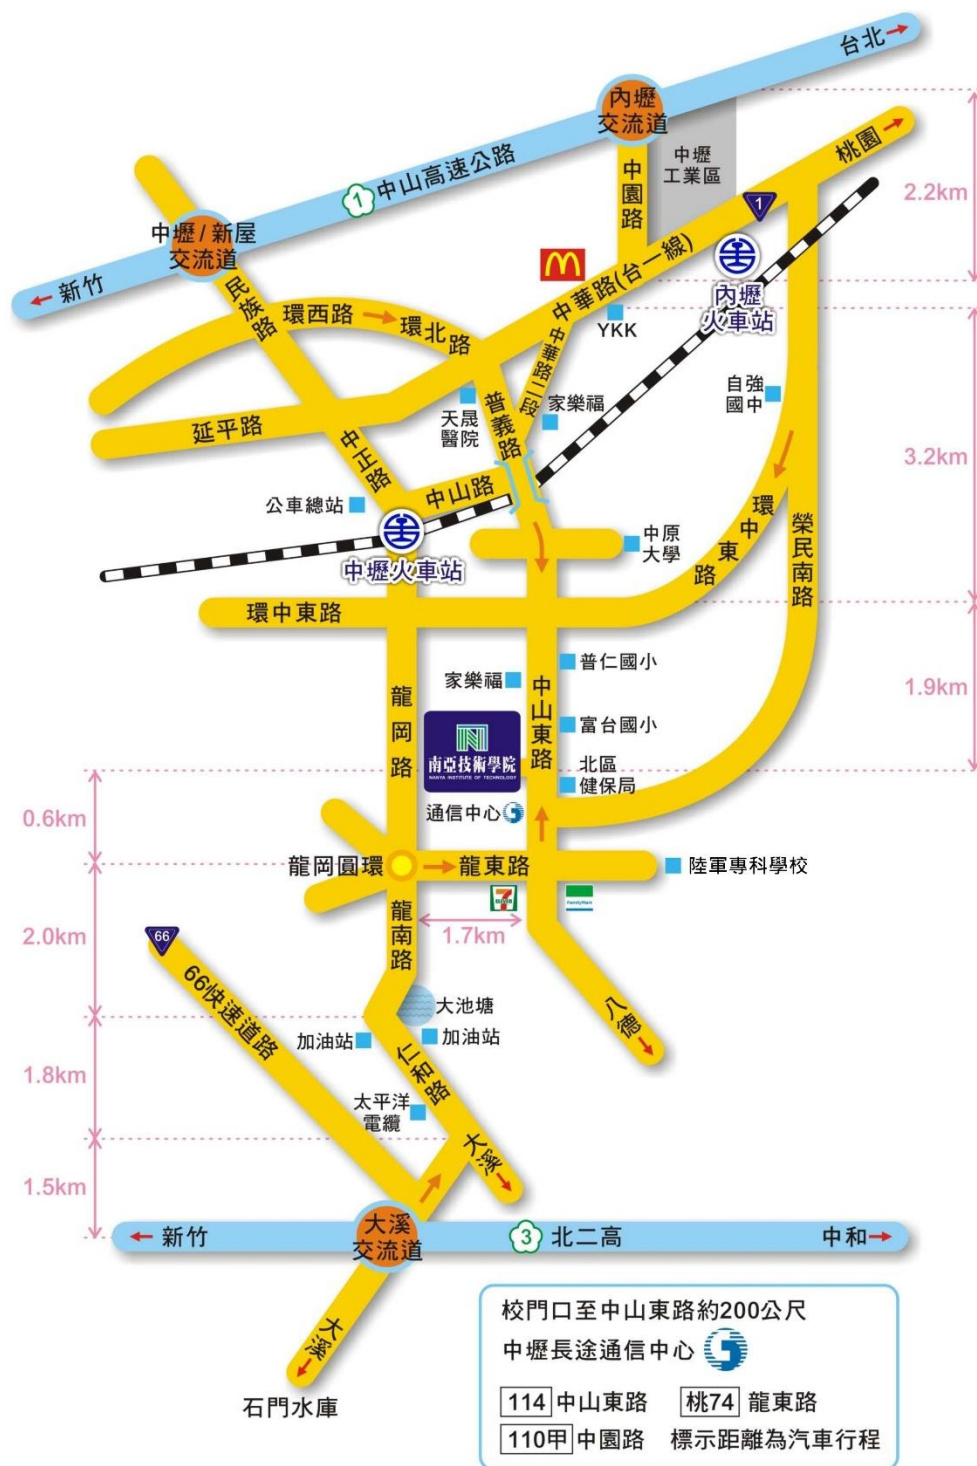 台北
內壢
交流道
中壢
工業區
桃園
中園路
1
中山高速公路
1
2.2km
中壢/新屋
交流道
新竹
民族路
環西路
環北路
中華路(台一線)
內壢
火車站
YKK
中華路二段
自強
國中
家樂福
天晟
醫院
普義路
延平路
中正路
3.2km
公車總站
中山路
中原
大學
環中東路
榮民南路
中壢火車站
環中東路
普仁國小
家樂福
中山東路
1.9km
龍岡路
富台國小
南亞技術學院
NANYA INSTITUTE OF TECHNOLOGY
北區
健保局
通信中心
0.6km
龍岡圓環
龍東路
陸軍專科學校
7
ELEVEN
FamilyMart
龍南路
1.7km
2.0km
66
66快速道路
大池塘
八德
加油站
加油站
仁和路
1.8km
太平洋
電纜
大溪
1.5km
新竹
大溪
交流道
3
北二高
中和
大溪
石門水庫
校門口至中山東路約200公尺
中壢長途通信中心
114 中山東路 桃74 龍東路
110甲 中園路 標示距離為汽車行程